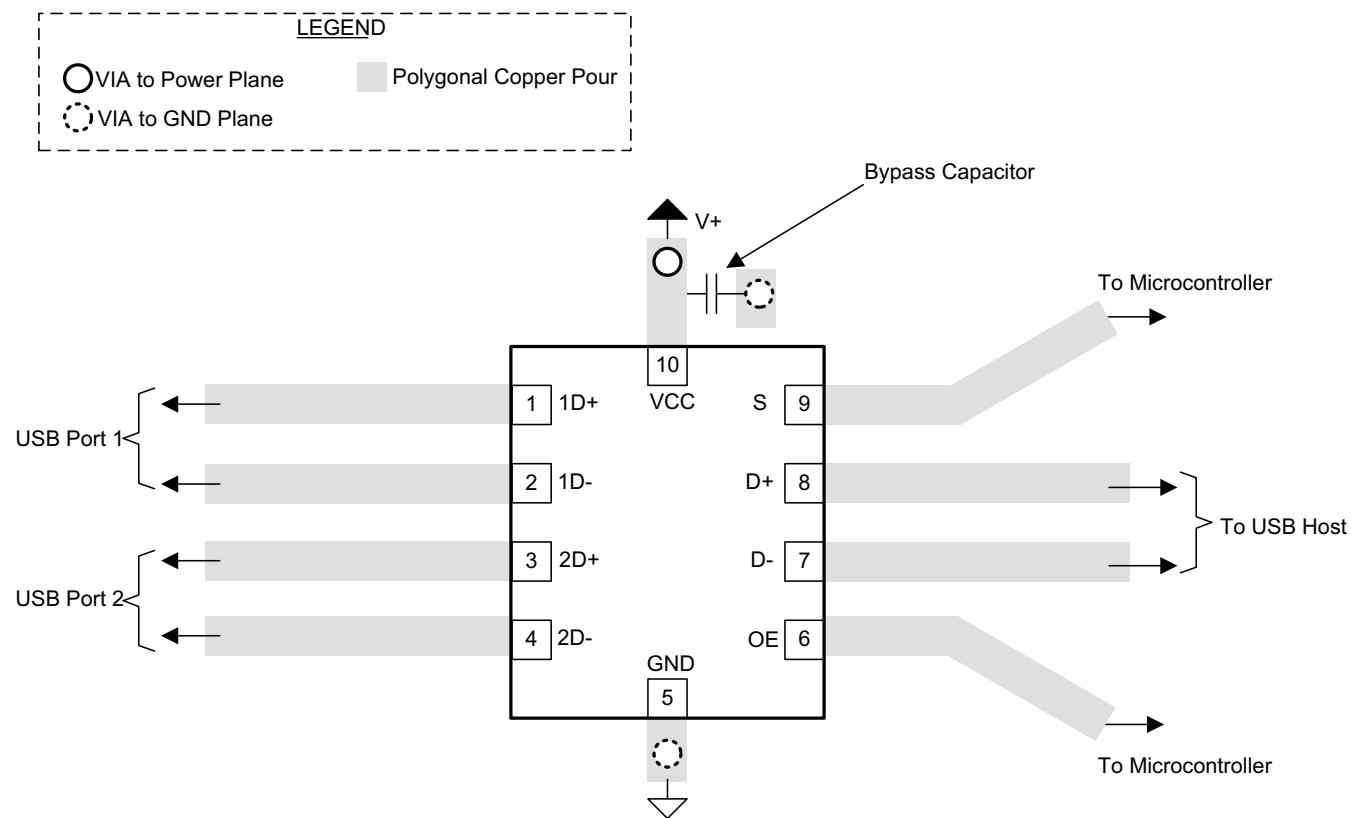 LEGEND
VIA to Power Plane
Polygonal Copper Pour
VIA to GND Plane
Bypass Capacitor
V+
To Microcontroller
10
VCC
1
1D+
S
9
USB Port 1
2
1D-
D+
8
To USB Host
3
2D+
D-
7
USB Port 2
4
2D-
OE
6
GND
5
To Microcontroller